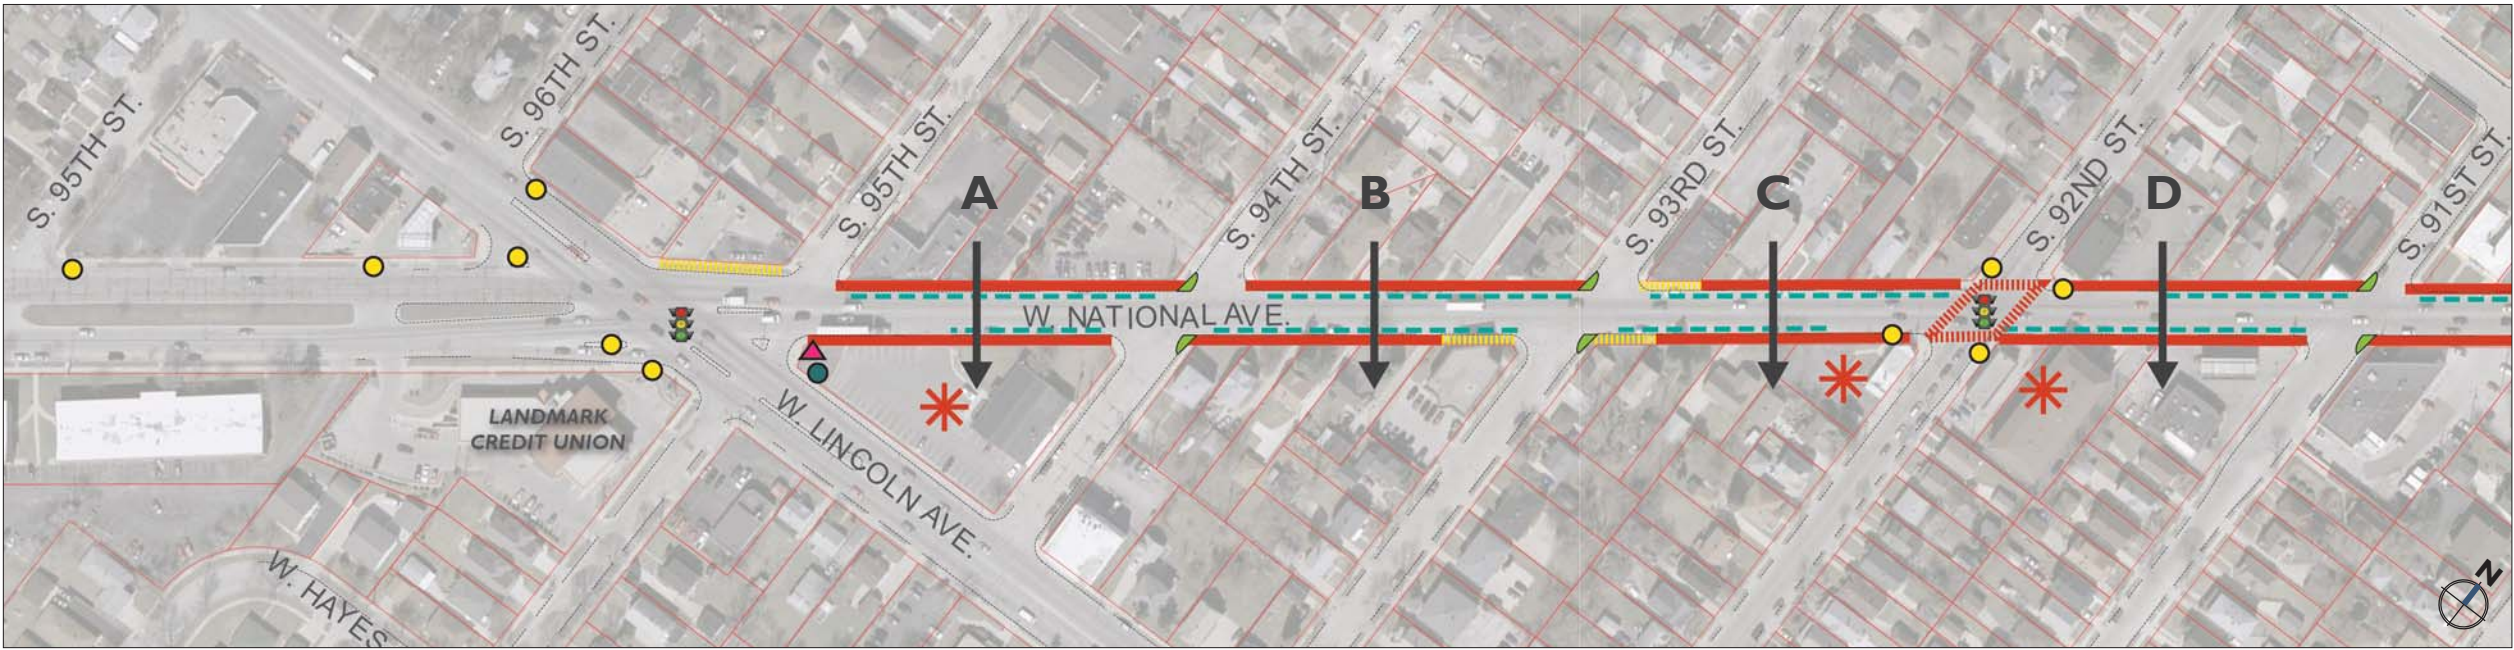 S. 95TH ST.
S. 96TH ST.
S. 95TH ST.
S. 94TH ST.
S. 93RD ST.
S. 92ND ST.
S. 91ST ST.
A
B
C
D
W. NATIONAL AVE.
W. LINCOLN AVE.
LANDMARK
CREDIT UNION
W. HAYES
N